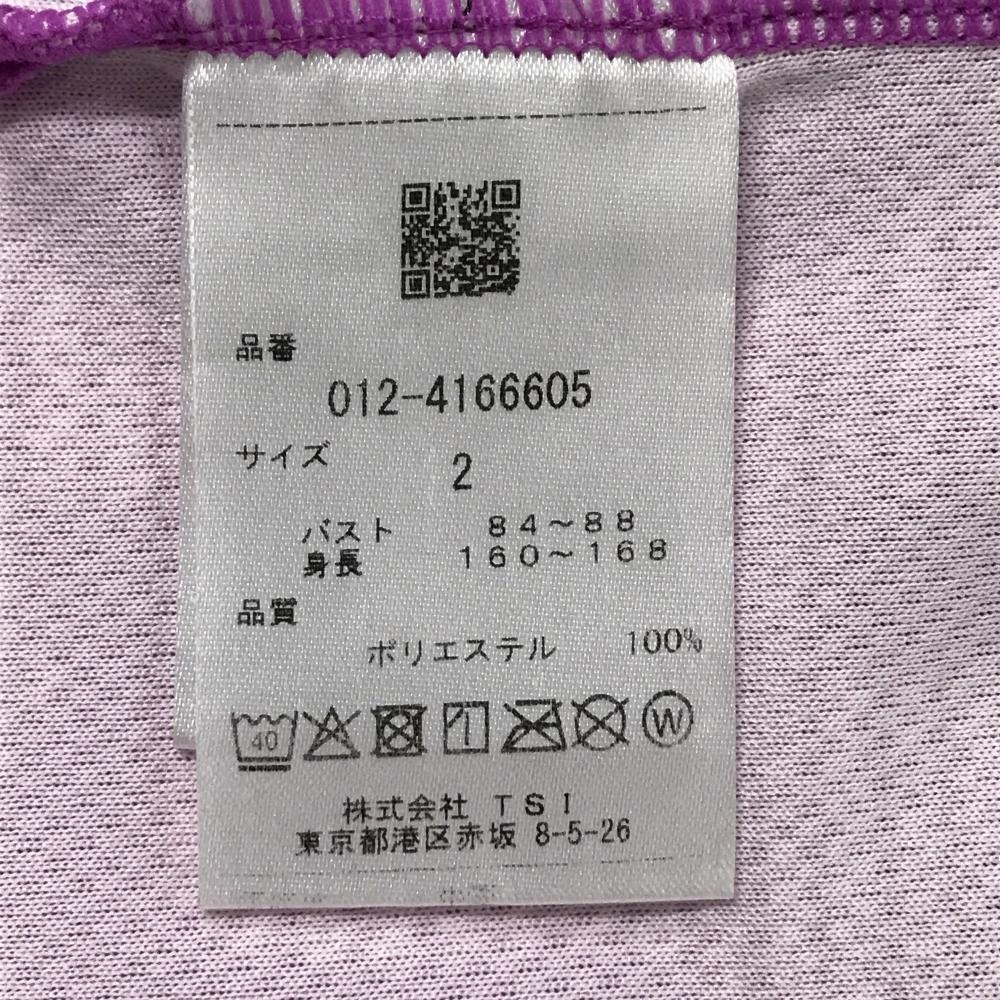 品番
012-4166605
サイズ 2
バスト 84～88
身長 160～168
品質
ポリエステル 100%
40
W
株式会社 TSI
東京都港区赤坂 8-5-26